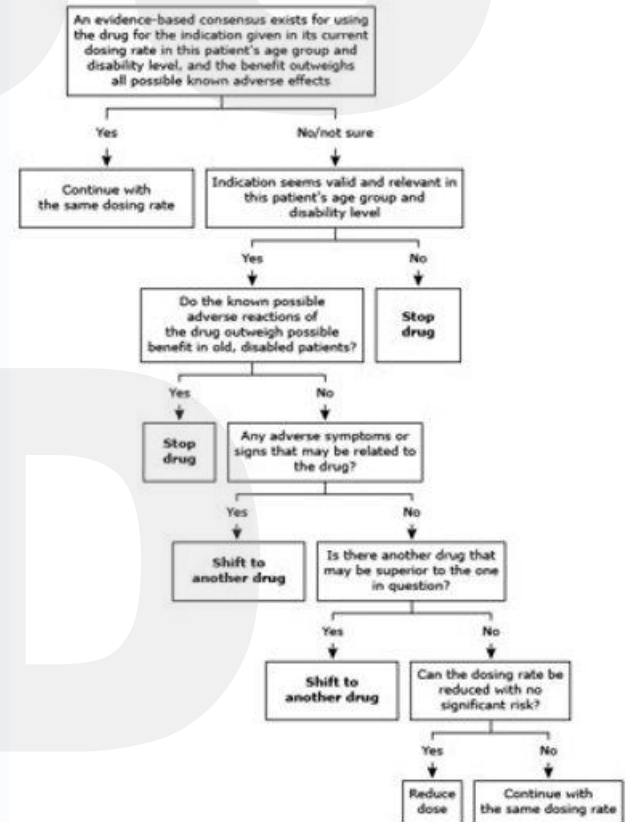 An evidence-based consensus exists for using
the drug for the indication given in its current
dosing rate in this patient's age group and
disability level, and the benefit outweighs
all possible known adverse effects
Yes
No/not sure
Continue with
the same dosing rate
Indication seems valid and relevant in
this patient's age group and
disability level
Yes
No
Do the known possible
adverse reactions of
the drug outweigh possible
benefit in old, disabled patients?
Stop
drug
Yes
No
Stop
drug
Any adverse symptoms or
signs that may be related to
the drug?
Yes
No
Shift to
another drug
Is there another drug that
may be superior to the one
in question?
Yes
No
Shift to
another drug
Can the dosing rate be
reduced with no
significant risk?
Yes
No
Reduce
dose
Continue with
the same dosing rate